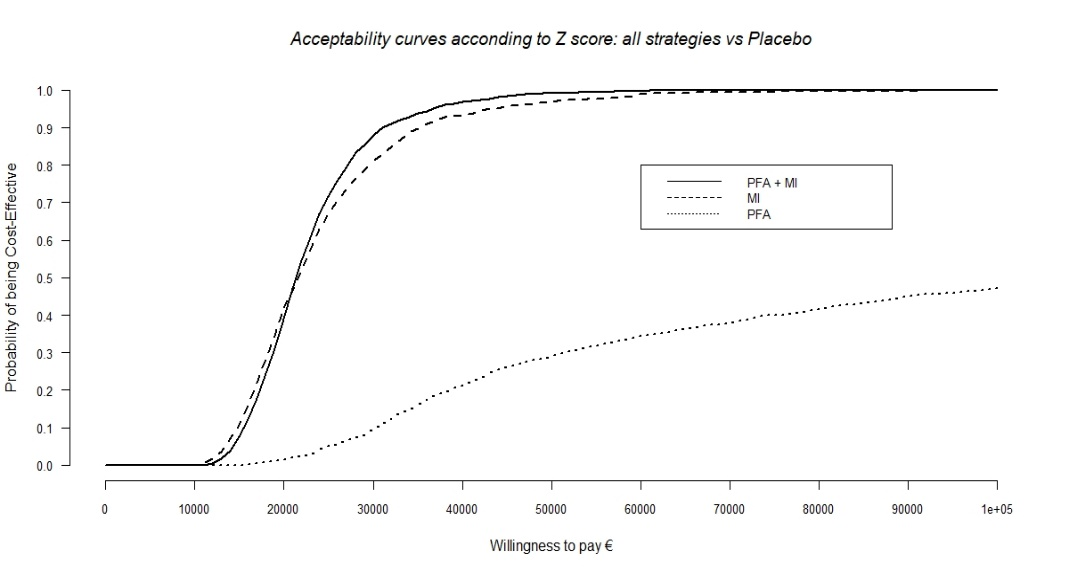 Acceptability curves acconding to Z score: all strategies vs Placebo
Probability of being Cost-Effective
1.0
0.9
0.8
0.7
0.6
0.5
0.4
0.3
0.2
0.1
0.0
PFA + MI
MI
PFA
0 10000 20000 30000 40000 50000 60000 70000 80000 90000 1e+05
Willingness to pay €